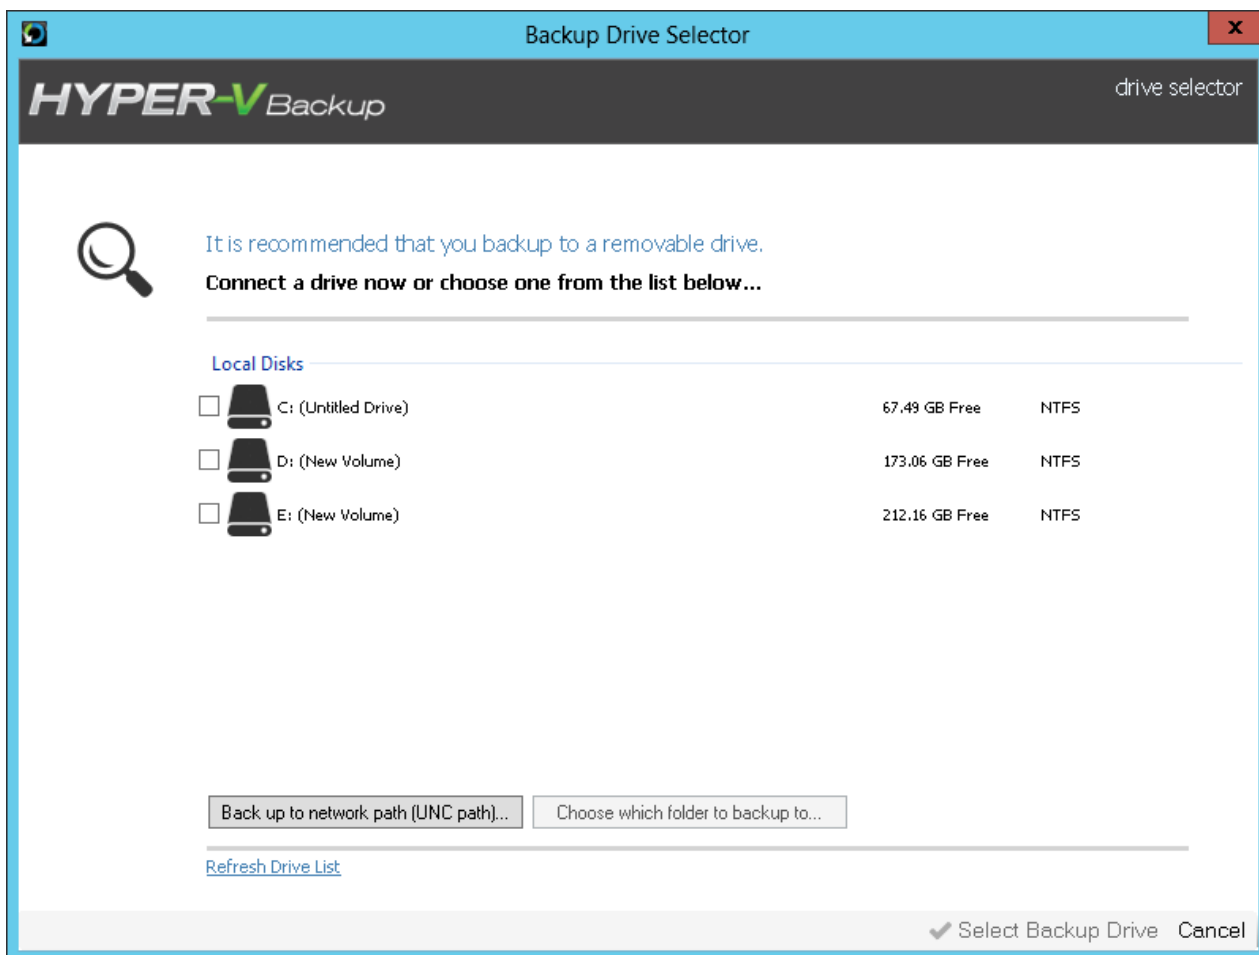 Backup Drive Selector
x
HYPER-V Backup
drive selector
It is recommended that you backup to a removable drive.
Connect a drive now or choose one from the list below...
Local Disks
C: (Untitled Drive) 67.49 GB Free NTFS
D: (New Volume) 173.06 GB Free NTFS
E: (New Volume) 212.16 GB Free NTFS
Back up to network path (UNC path)... Choose which folder to backup to...
Refresh Drive List
Select Backup Drive Cancel